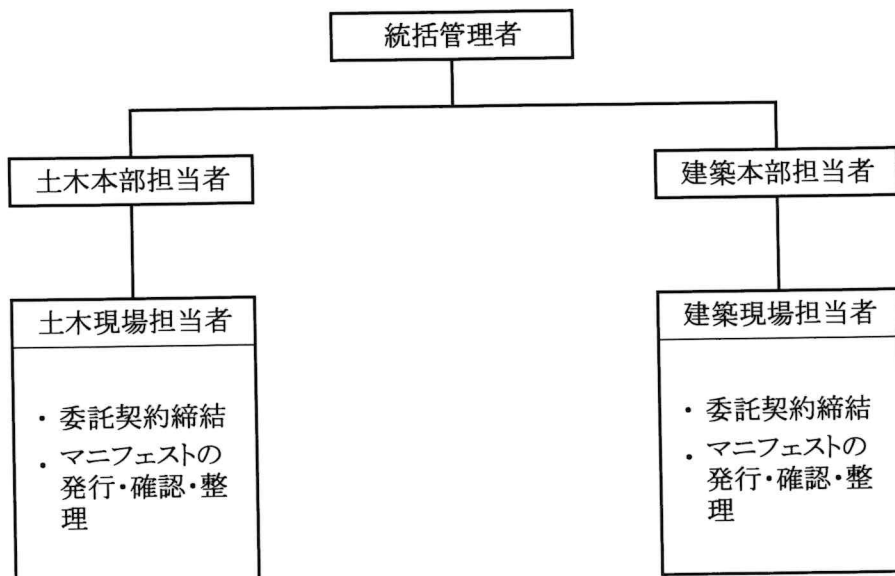 統括管理者
土木本部担当者
建築本部担当者
土木現場担当者
・ 委託契約締結
・ マニフェストの
発行・確認・整
理
建築現場担当者
・ 委託契約締結
・ マニフェストの
発行・確認・整
理